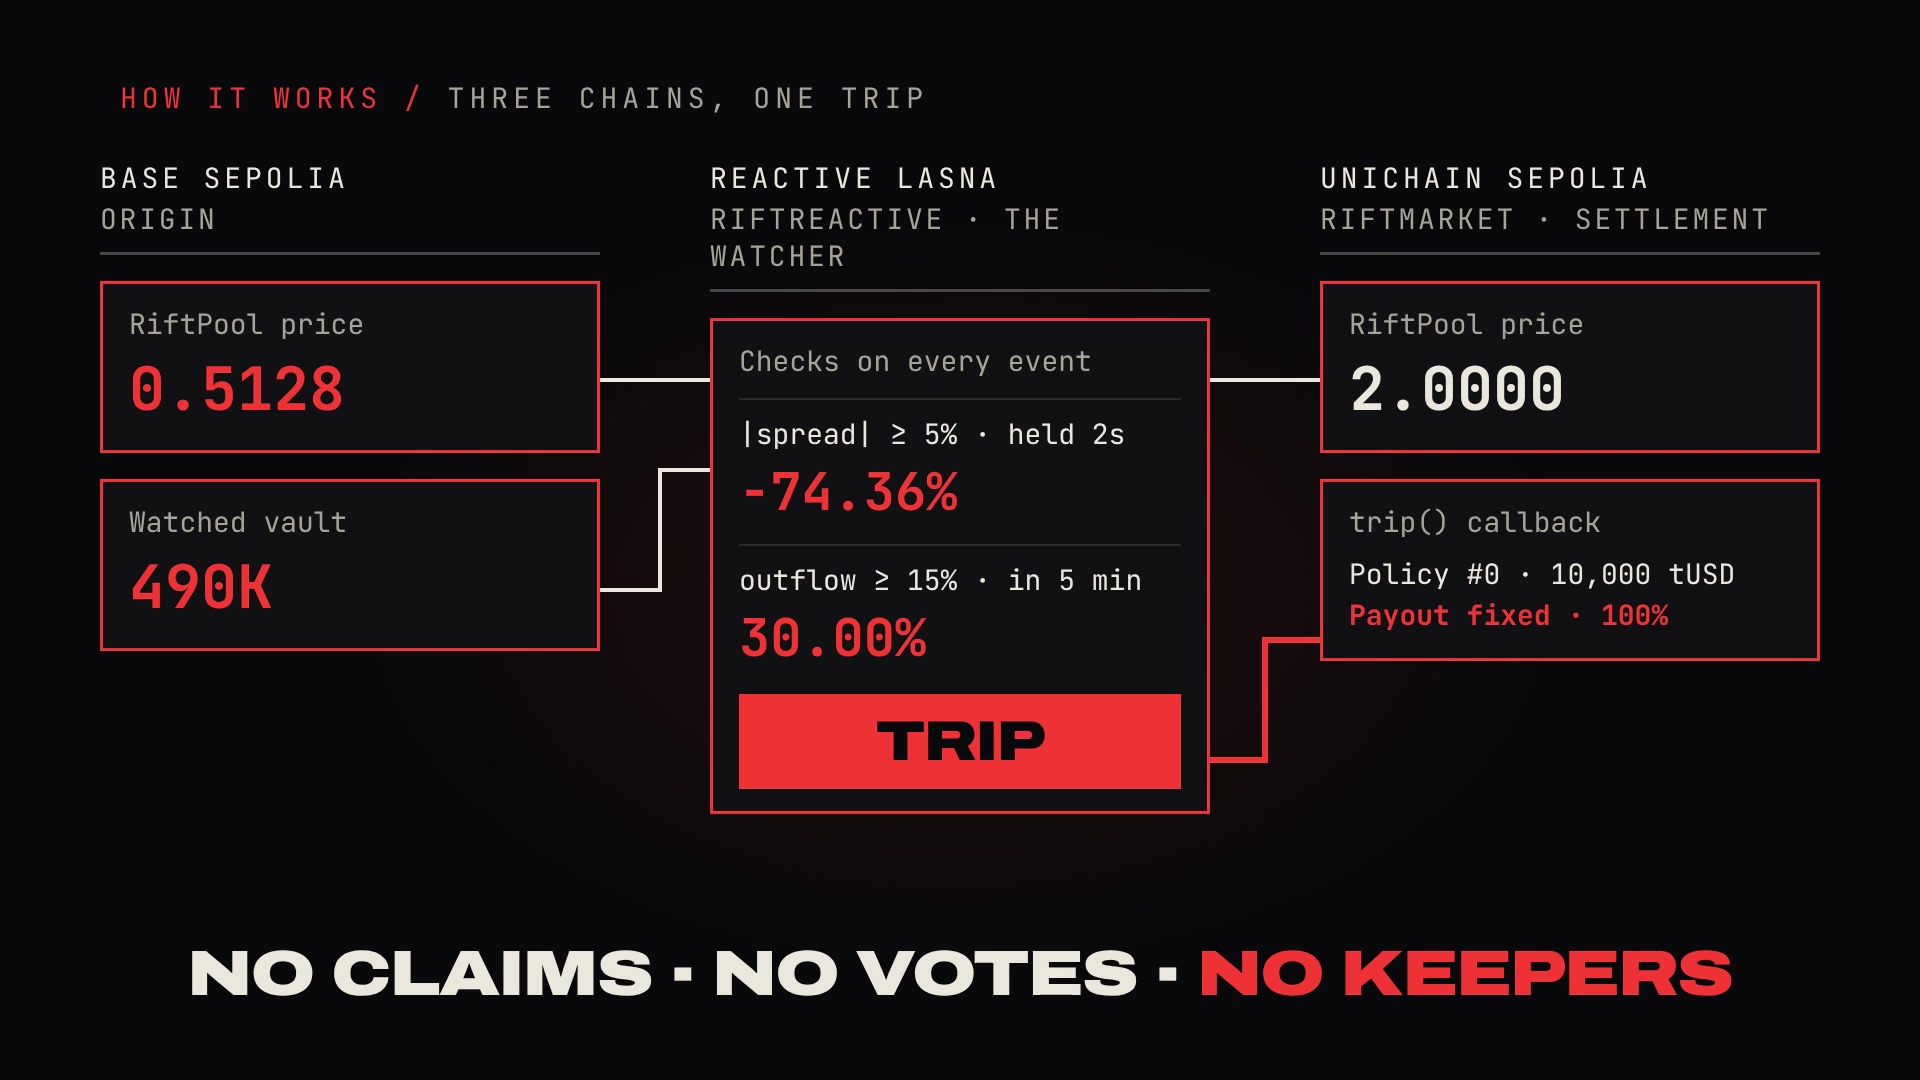 HOW IT WORKS / THREE CHAINS, ONE TRIP
BASE SEPOLIA
ORIGIN
RiftPool price
0.5128
Watched vault
490K
REACTIVE LASNA
RIFTREACTIVE · THE
WATCHER
Checks on every event
|spread| ≥ 5% · held 2s
-74.36%
outflow ≥ 15% · in 5 min
30.00%
TRIP
UNICHAIN SEPOLIA
RIFTMARKET · SETTLEMENT
RiftPool price
2.0000
trip() callback
Policy #0 · 10,000 tUSD
Payout fixed · 100%
NO CLAIMS · NO VOTES · NO KEEPERS